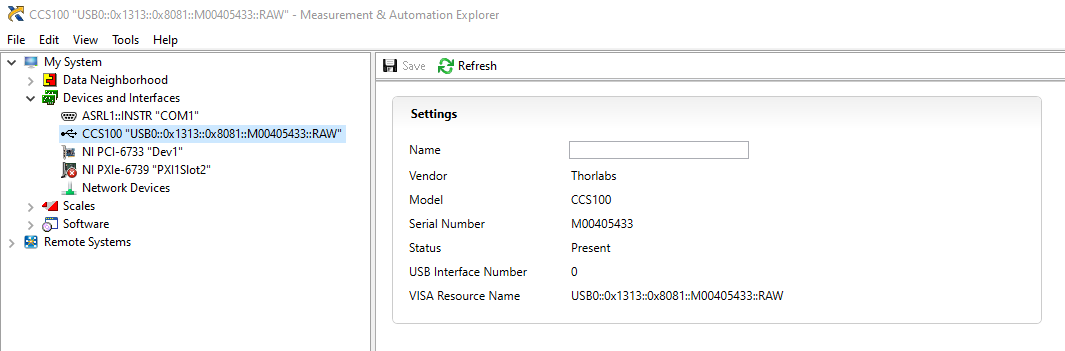 CCS100 "USB0::0x1313::0x8081::M00405433::RAW" - Measurement & Automation Explorer
File Edit View Tools Help
My System
Data Neighborhood
Devices and Interfaces
ASRL1::INSTR "COM1"
CCS100 "USB0::0x1313::0x8081::M00405433::RAW"
NI PCI-6733 "Dev1"
NI PXIe-6739 "PXI1Slot2"
Network Devices
Scales
Software
Remote Systems
Save Refresh
Settings
Name
Vendor Thorlabs
Model CCS100
Serial Number M00405433
Status Present
USB Interface Number 0
VISA Resource Name USB0::0x1313::0x8081::M00405433::RAW